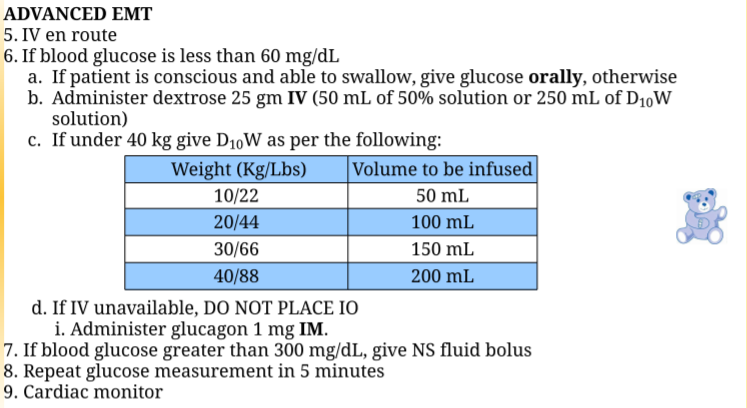 ADVANCED EMT
5. IV en route
6. If blood glucose is less than 60 mg/dL
a. If patient is conscious and able to swallow, give glucose orally, otherwise
b. Administer dextrose 25 gm IV (50 mL of 50% solution or 250 mL of D10W
solution)
c. If under 40 kg give D10W as per the following:
Weight (Kg/Lbs) Volume to be infused
10/22 50 mL
20/44 100 mL
30/66 150 mL
40/88 200 mL
d. If IV unavailable, DO NOT PLACE IO
i. Administer glucagon 1 mg IM.
7. If blood glucose greater than 300 mg/dL, give NS fluid bolus
8. Repeat glucose measurement in 5 minutes
9. Cardiac monitor